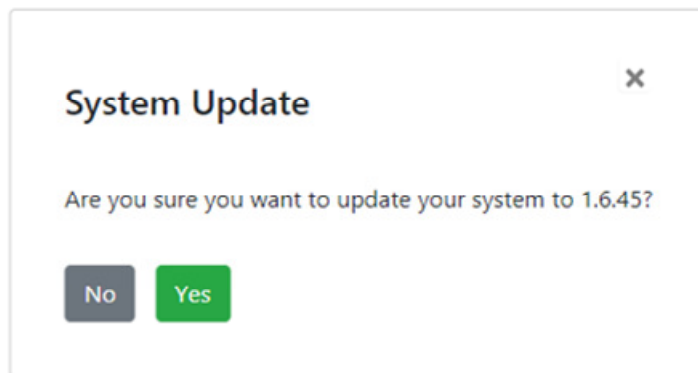 System Update
Are you sure you want to update your system to 1.6.45?
No
Yes